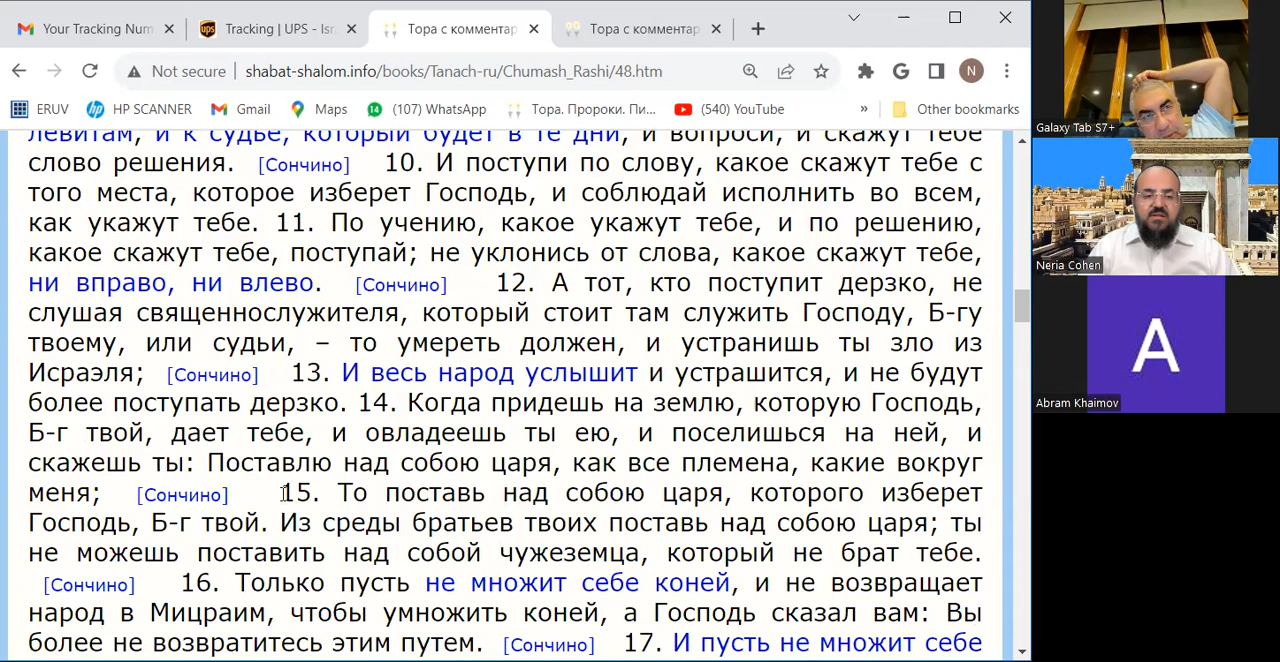 Your Tracking Num
Tracking | UPS - Isr
Тора с комментар
Тора с комментар
Not secure | shabat-shalom.info/books/Tanach-ru/Chumash_Rashi/48.htm
N
ERUV
HP SCANNER
Gmail
Maps
(107) WhatsApp
Тора. Пророки. Пи...
(540) YouTube
»
Other bookmarks
левитам, и к судье, который будет в те дни, и вопроси, и скажут тебе
слово решения. [Сончино] 10. И поступи по слову, какое скажут тебе с
того места, которое изберет Господь, и соблюдай исполнить во всем,
как укажут тебе. 11. По учению, какое укажут тебе, и по решению,
какое скажут тебе, поступай; не уклонись от слова, какое скажут тебе,
ни вправо, ни влево. [Сончино] 12. А тот, кто поступит дерзко, не
слушая священнослужителя, который стоит там служить Господу, Б-гу
твоему, или судьи, – то умереть должен, и устранишь ты зло из
Исраэля; [Сончино] 13. И весь народ услышит и устрашится, и не будут
более поступать дерзко. 14. Когда придешь на землю, которую Господь,
Б-г твой, дает тебе, и овладеешь ты ею, и поселишься на ней, и
скажешь ты: Поставлю над собою царя, как все племена, какие вокруг
меня; [Сончино] 15. То поставь над собою царя, которого изберет
Господь, Б-г твой. Из среды братьев твоих поставь над собою царя; ты
не можешь поставить над собой чужеземца, который не брат тебе.
[Сончино] 16. Только пусть не множит себе коней, и не возвращает
народ в Мицраим, чтобы умножить коней, а Господь сказал вам: Вы
более не возвратитесь этим путем. [Сончино] 17. И пусть не множит себе
Galaxy Tab S7+
Neria Cohen
A
Abram Khaimov